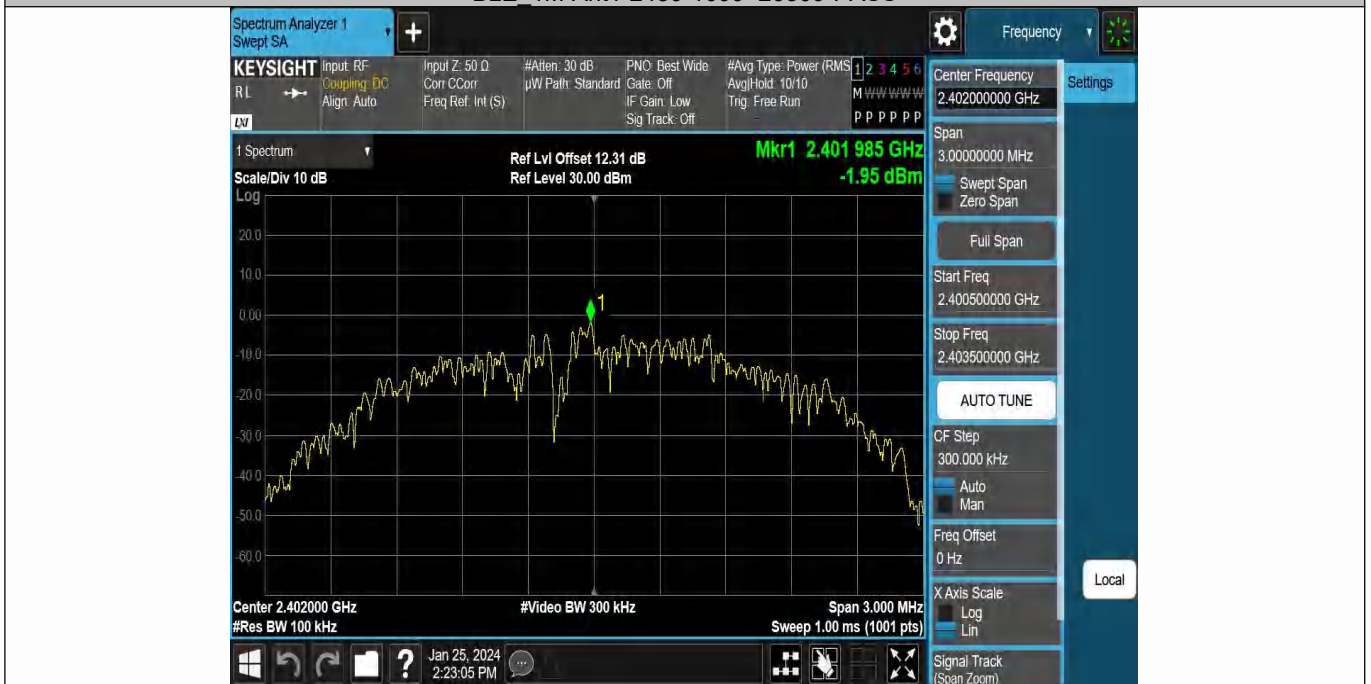 Spectrum Analyzer 1
Swept SA
Frequency
KEYSIGHT
RL
LXI
Input: RF
Coupling: DC
Align: Auto
Input Z: 50 Ω
Corr CCorr
Freq Ref: Int (S)
#Atten: 30 dB
µW Path: Standard
PNO: Best Wide
Gate: Off
IF Gain: Low
Sig Track: Off
#Avg Type: Power (RMS
Avg|Hold: 10/10
Trig: Free Run
1 2 3 4 5 6
M W W W W W
P P P P P P
1 Spectrum
Scale/Div 10 dB
Log
Ref Lvl Offset 12.31 dB
Ref Level 30.00 dBm
Mkr1 2.401 985 GHz
-1.95 dBm
20.0
10.0
0.00
-10.0
-20.0
-30.0
-40.0
-50.0
-60.0
1
Center 2.402000 GHz
#Res BW 100 kHz
#Video BW 300 kHz
Span 3.000 MHz
Sweep 1.00 ms (1001 pts)
Jan 25, 2024
2:23:05 PM
Center Frequency
2.402000000 GHz
Settings
Span
3.00000000 MHz
Swept Span
Zero Span
Full Span
Start Freq
2.400500000 GHz
Stop Freq
2.403500000 GHz
AUTO TUNE
CF Step
300.000 kHz
Auto
Man
Freq Offset
0 Hz
Local
X Axis Scale
Log
Lin
Signal Track
(Span Zoom)